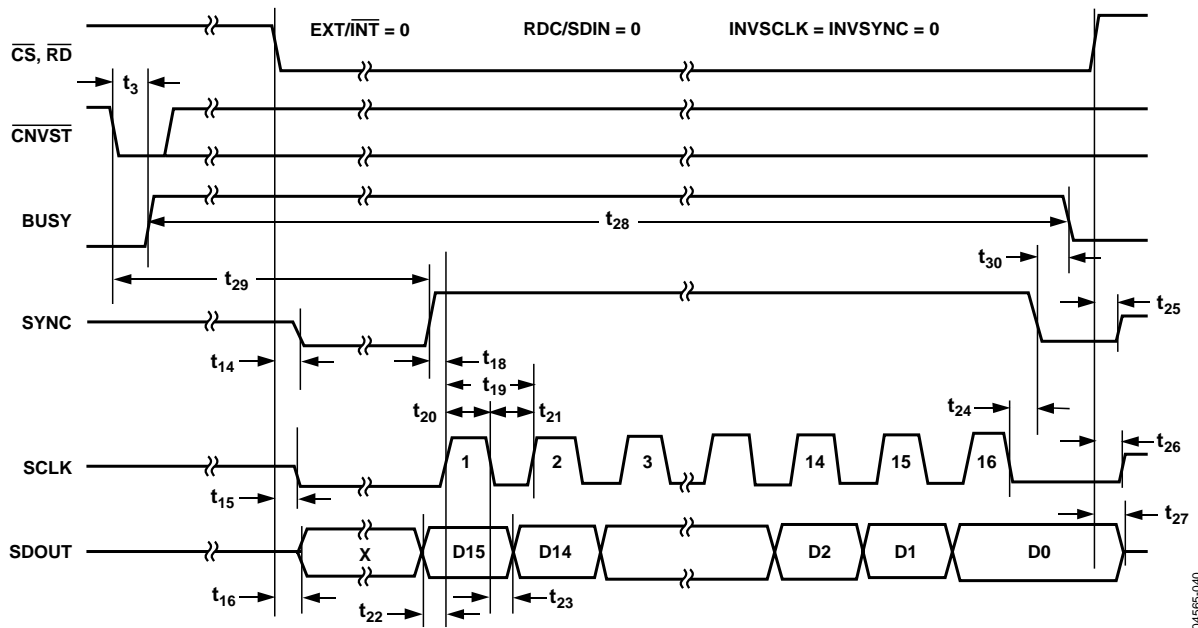 EXT/INT = 0 RDC/SDIN = 0 INVSCLK = INVSYNC = 0
CS, RD
t3
CNVST
BUSY
t28
t30
t29
t25
SYNC
t14
t18
t19
t20
t21
t24
t26
SCLK
1 2 3 14 15 16
t15
t27
SDOUT
X D15 D14 D2 D1 D0
t16
t22
t23
04565-040